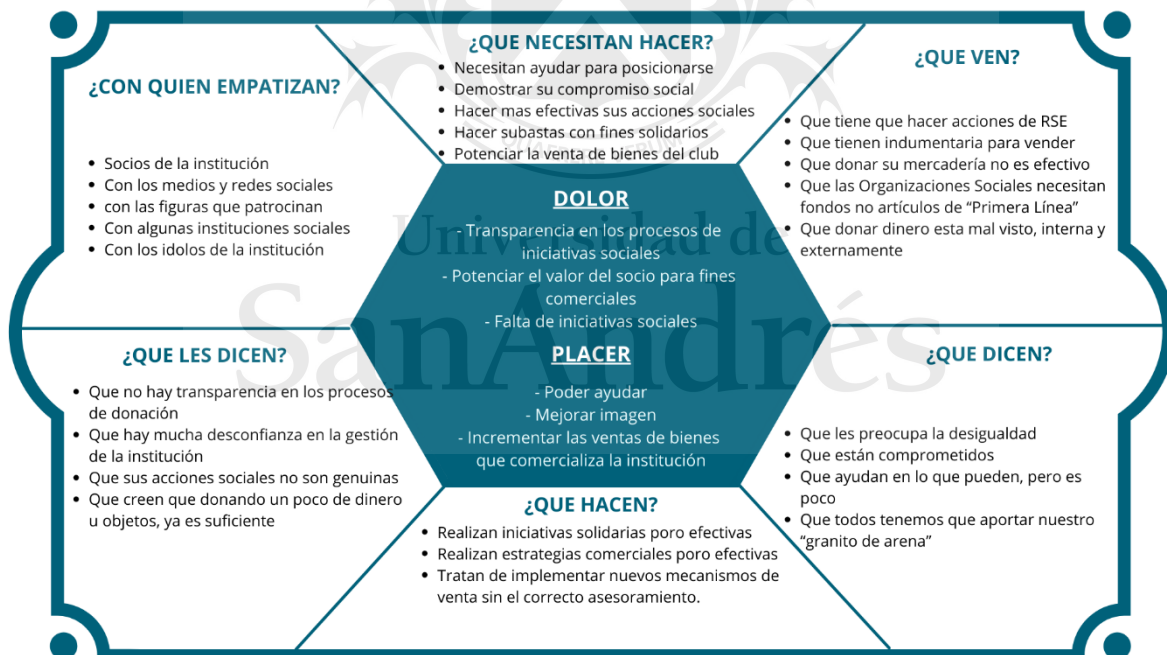 ¿CON QUIEN EMPATIZAN?
• Socios de la institución
• Con los medios y redes sociales
• con las figuras que patrocinan
• Con algunas instituciones sociales
• Con los idolos de la institución
¿QUE NECESITAN HACER?
• Necesitan ayudar para posicionarse
• Demostrar su compromiso social
• Hacer mas efectivas sus acciones sociales
• Hacer subastas con fines solidarios
• Potenciar la venta de bienes del club
¿QUE VEN?
• Que tiene que hacer acciones de RSE
• Que tienen indumentaria para vender
• Que donar su mercadería no es efectivo
• Que las Organizaciones Sociales necesitan
fondos no artículos de “Primera Línea”
• Que donar dinero esta mal visto, interna y
externamente
DOLOR
- Transparencia en los procesos de
iniciativas sociales
- Potenciar el valor del socio para fines
comerciales
- Falta de iniciativas sociales
PLACER
- Poder ayudar
- Mejorar imagen
- Incrementar las ventas de bienes
que comercializa la institución
¿QUE LES DICEN?
• Que no hay transparencia en los procesos
de donación
• Que hay mucha desconfianza en la gestión
de la institución
• Que sus acciones sociales no son genuinas
• Que creen que donando un poco de dinero
u objetos, ya es suficiente
¿QUE HACEN?
• Realizan iniciativas solidarias poro efectivas
• Realizan estrategias comerciales poro efectivas
• Tratan de implementar nuevos mecanismos de
venta sin el correcto asesoramiento.
¿QUE DICEN?
• Que les preocupa la desigualdad
• Que están comprometidos
• Que ayudan en lo que pueden, pero es
poco
• Que todos tenemos que aportar nuestro
“granito de arena”
Universidad de
SanAndrés